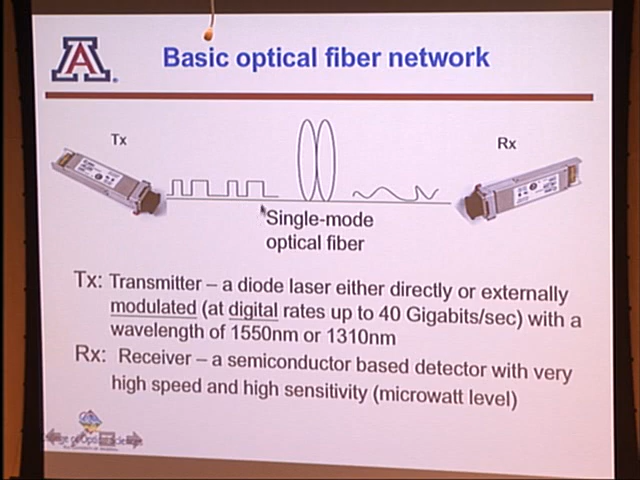 Basic optical fiber network
A
Tx
Rx
Single-mode
optical fiber
Tx: Transmitter – a diode laser either directly or externally
modulated (at digital rates up to 40 Gigabits/sec) with a
wavelength of 1550nm or 1310nm
Rx: Receiver – a semiconductor based detector with very
high speed and high sensitivity (microwatt level)